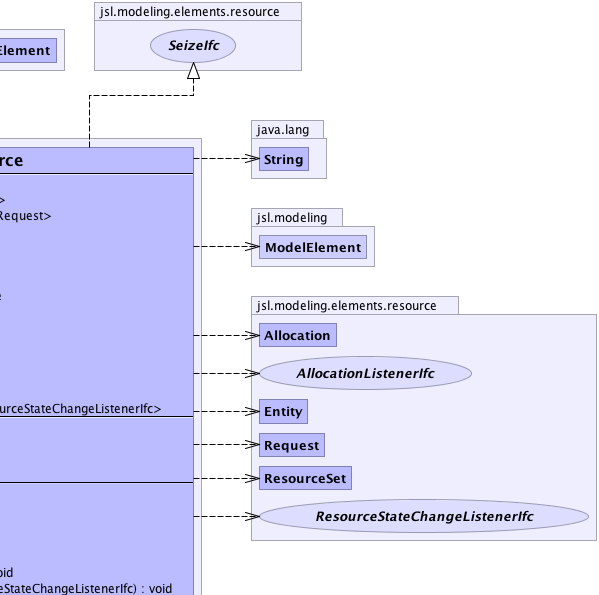 jsl.modeling.elements.resource
SeizeIfc
Element
java.lang
String
rce
>
Request>
jsl.modeling
ModelElement
e
jsl.modeling.elements.resource
Allocation
AllocationListenerIfc
urceStateChangeListenerIfc>
Entity
Request
ResourceSet
ResourceStateChangeListenerIfc
oid
eStateChangeListenerIfc) : void